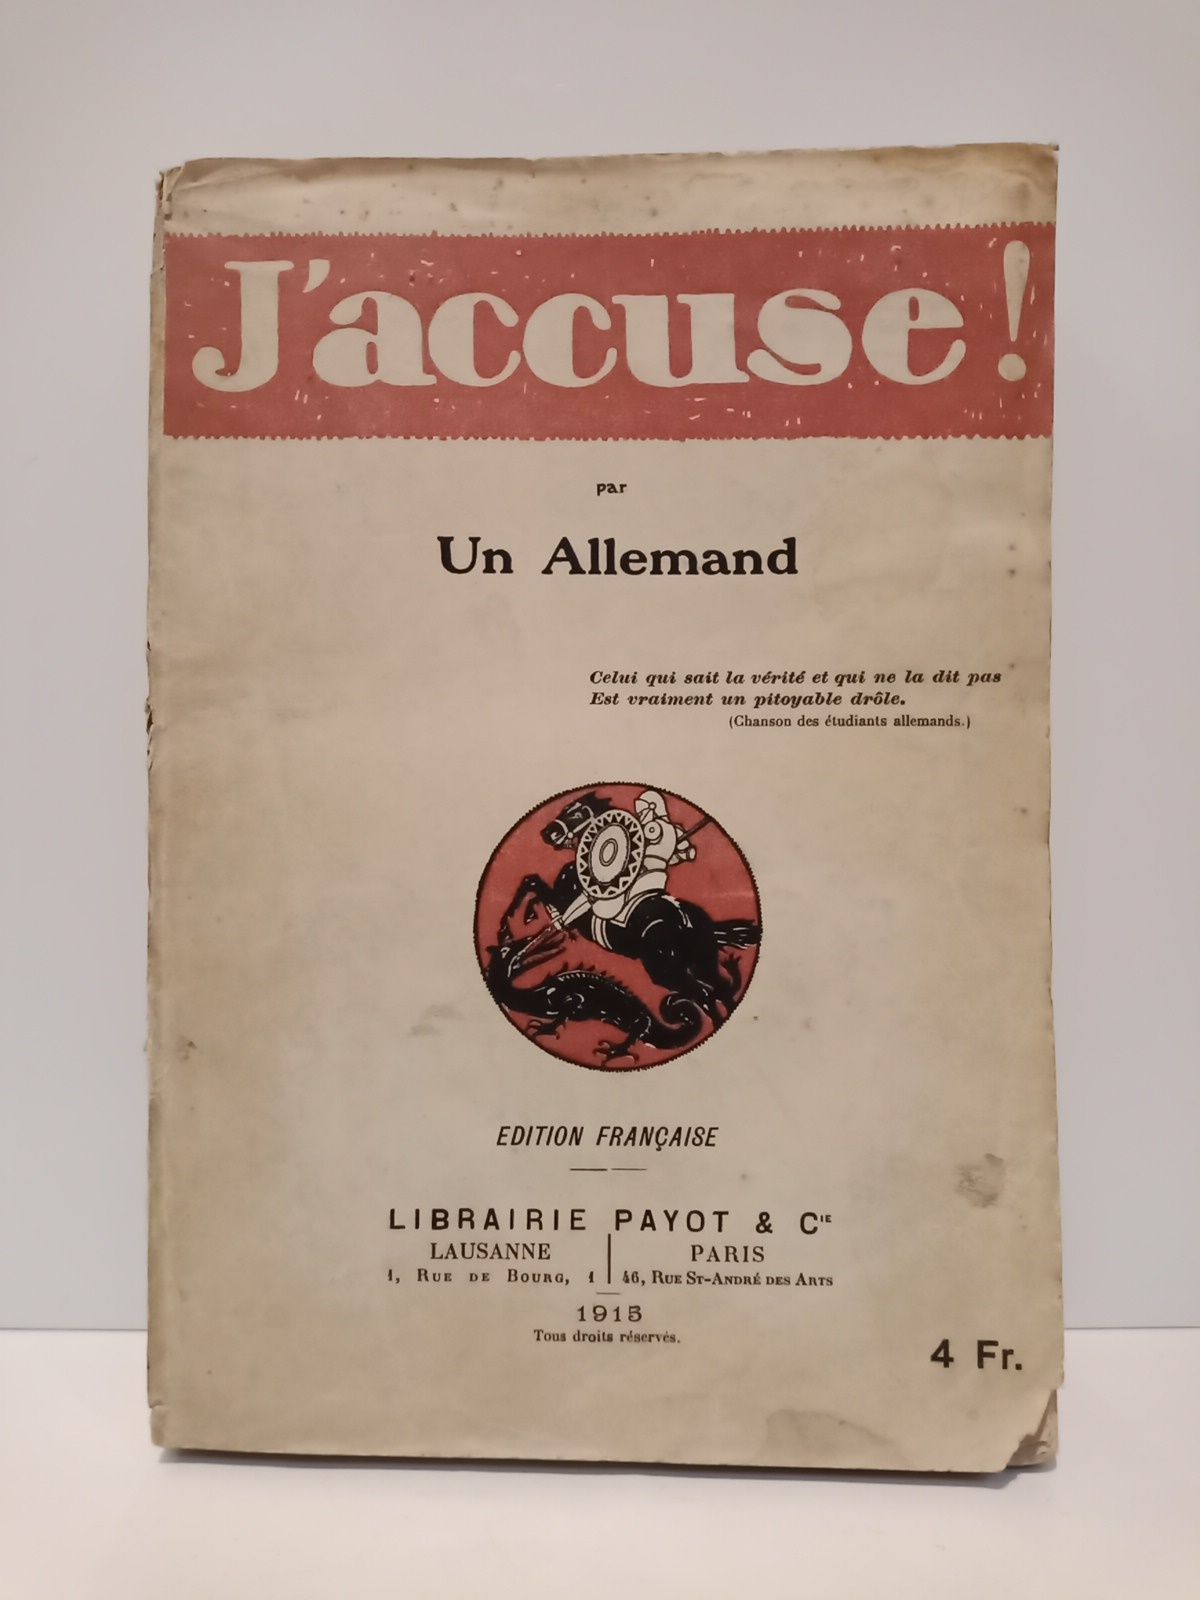 J'accuse !
par
Un Allemand
Celui qui sait la vérité et qui ne la dit pas
Est vraiment un pitoyable drôle.
(Chanson des étudiants allemands.)
EDITION FRANÇAISE
LIBRAIRIE PAYOT & CIE
LAUSANNE PARIS
1, RUE DE BOURG, 1 46, RUE ST-ANDRÉ DES ARTS
1915
Tous droits réservés.
4 Fr.